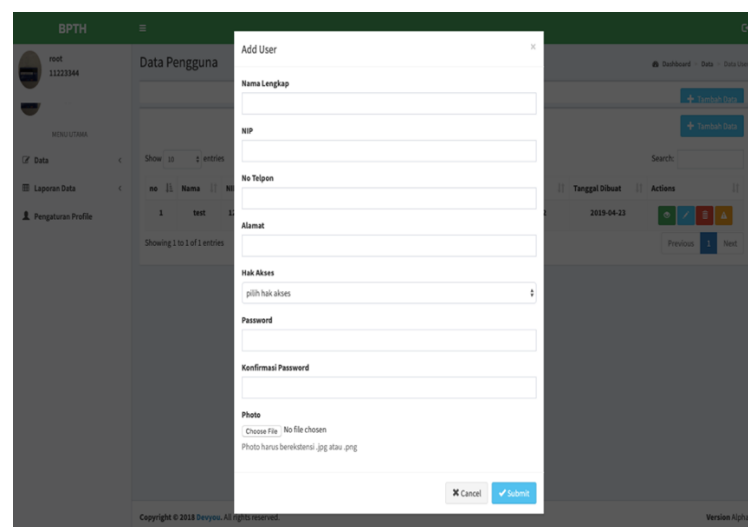 BPTH
root
11223344
MENU UTAMA
Data
Laporan Data
Pengaturan Profile
Data Pengguna
Dashboard
Data
Tambah Data
Tambah Data
Show 10 entries
Search:
no
Nama
Tanggal Dibuat
Actions
1
test
2019-04-23
Showing 1 to 1 of 1 entries
Previous
1
Next
Add User
×
Nama Lengkap
NIP
No Telpon
Alamat
Hak Akses
pilih hak akses
Password
Konfirmasi Password
Photo
Choose File No file chosen
Photo harus berekstensi .jpg atau .png
Cancel
Submit
Copyright © 2018 Devyou. All rights reserved.
Version Alpha